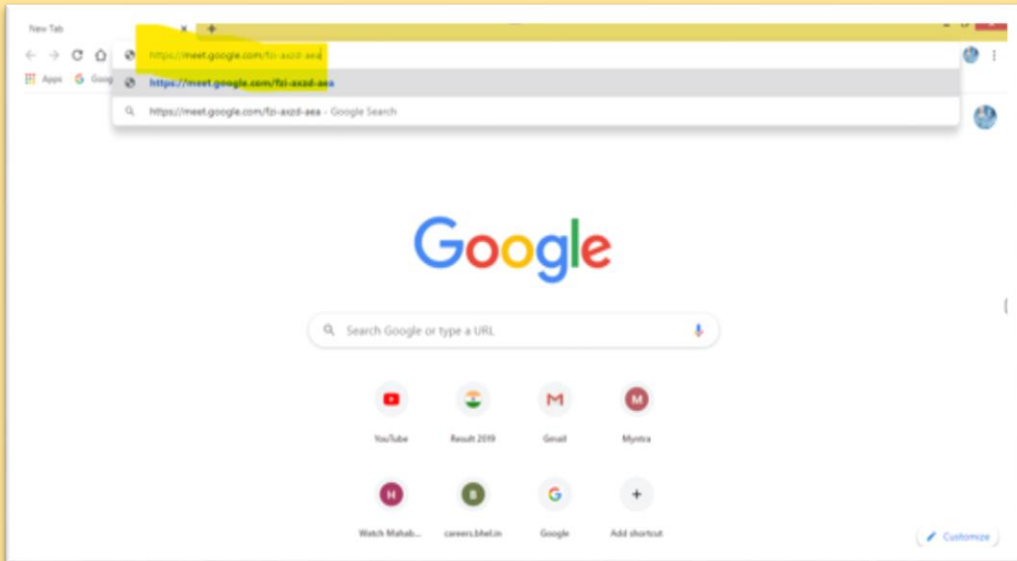 New Tab
https://meet.google.com/fzi-axzd-aea
Apps Goog
https://meet.google.com/fzi-axzd-aea
https://meet.google.com/fzi-axzd-aea - Google Search
Google
Search Google or type a URL
YouTube Result 2019 Gmail M Myntra
H Watch Mahab... B careers.bhel.in Google Add shortcut
Customize